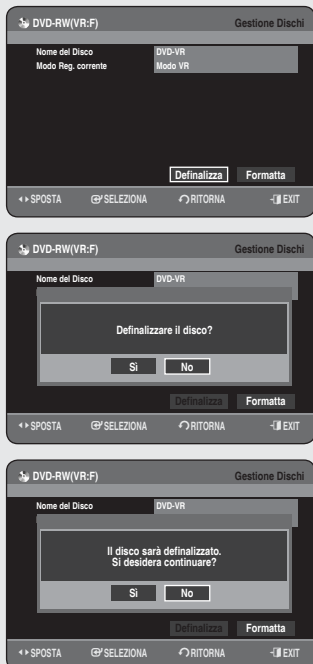 DVD-RW(VR:F) Gestione Dischi
Nome del Disco DVD-VR
Modo Reg. corrente Modo VR
Definalizza Formatta
SPOSTA SELEZIONA RITORNA EXIT
DVD-RW(VR:F) Gestione Dischi
Nome del Disco DVD-VR
Definalizzare il disco?
Sì No
Definalizza Formatta
SPOSTA SELEZIONA RITORNA EXIT
DVD-RW(VR:F) Gestione Dischi
Nome del Disco DVD-VR
Il disco sarà definalizzato.
Si desidera continuare?
Sì No
Definalizza Formatta
SPOSTA SELEZIONA RITORNA EXIT